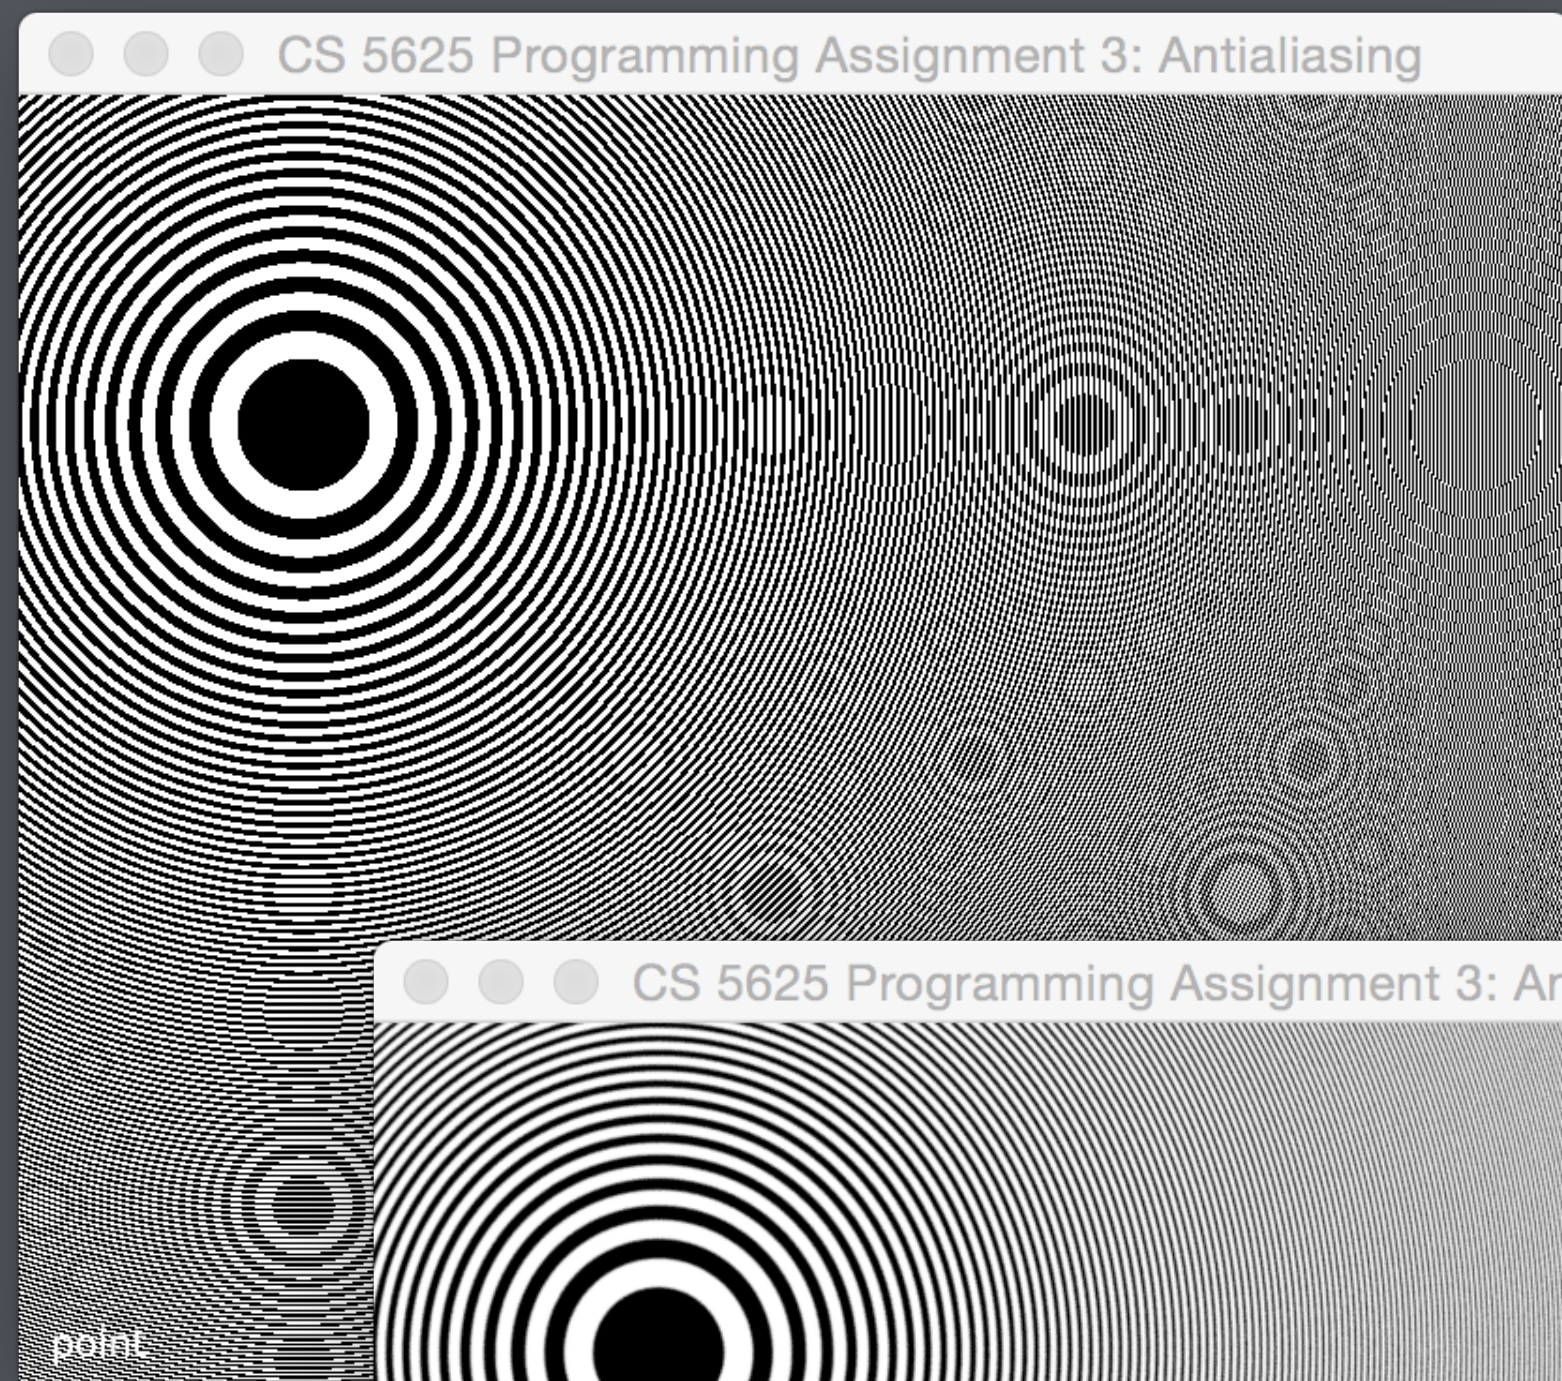 CS 5625 Programming Assignment 3: Antialiasing
CS 5625 Programming Assignment 3: An
point